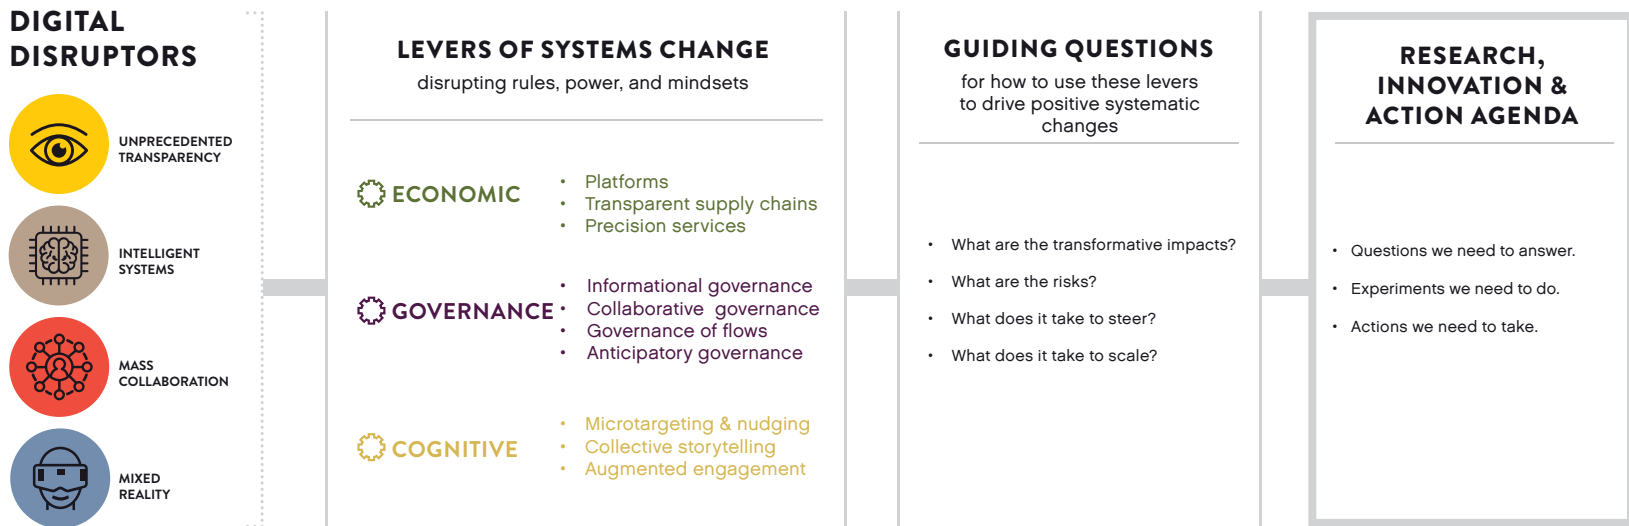 DIGITAL
DISRUPTORS
UNPRECEDENTED
TRANSPARENCY
INTELLIGENT
SYSTEMS
MASS
COLLABORATION
MIXED
REALITY
LEVERS OF SYSTEMS CHANGE
disrupting rules, power, and mindsets
ECONOMIC
• Platforms
• Transparent supply chains
• Precision services
GOVERNANCE
• Informational governance
• Collaborative governance
• Governance of flows
• Anticipatory governance
COGNITIVE
• Microtargeting & nudging
• Collective storytelling
• Augmented engagement
GUIDING QUESTIONS
for how to use these levers
to drive positive systematic
changes
• What are the transformative impacts?
• What are the risks?
• What does it take to steer?
• What does it take to scale?
RESEARCH,
INNOVATION &
ACTION AGENDA
• Questions we need to answer.
• Experiments we need to do.
• Actions we need to take.